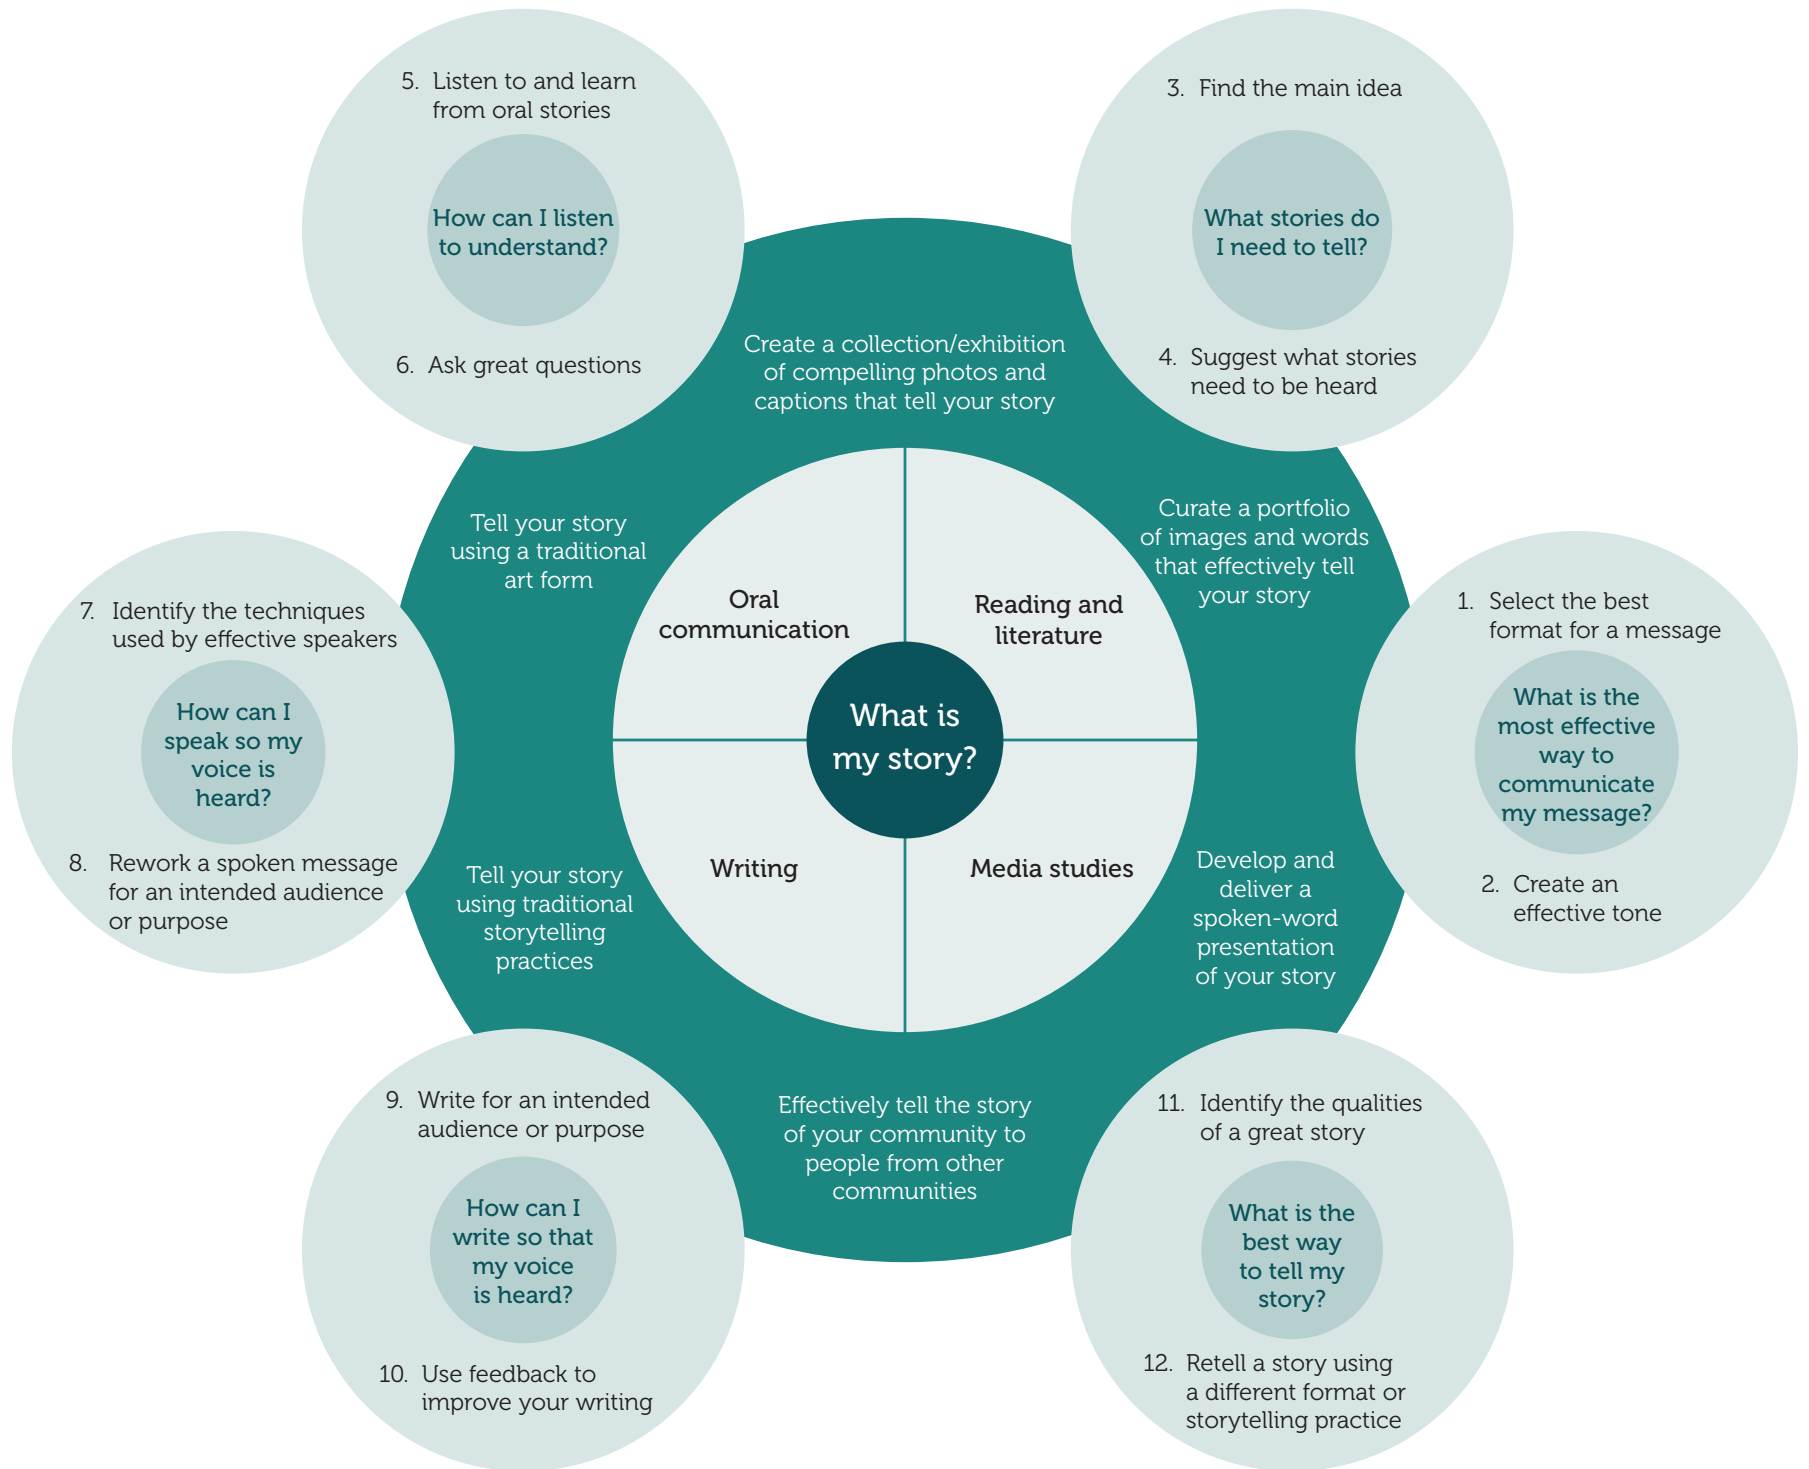 5. Listen to and learn
from oral stories
How can I listen
to understand?
6. Ask great questions
3. Find the main idea
What stories do
I need to tell?
4. Suggest what stories
need to be heard
Create a collection/exhibition
of compelling photos and
captions that tell your story
Tell your story
using a traditional
art form
Curate a portfolio
of images and words
that effectively tell
your story
7. Identify the techniques
used by effective speakers
How can I
speak so my
voice is
heard?
8. Rework a spoken message
for an intended audience
or purpose
Oral
communication
Reading and
literature
What is
my story?
Writing
Media studies
1. Select the best
format for a message
What is the
most effective
way to
communicate
my message?
2. Create an
effective tone
Tell your story
using traditional
storytelling
practices
Develop and
deliver a
spoken-word
presentation
of your story
9. Write for an intended
audience or purpose
How can I
write so that
my voice
is heard?
10. Use feedback to
improve your writing
Effectively tell the story
of your community to
people from other
communities
11. Identify the qualities
of a great story
What is the
best way
to tell my
story?
12. Retell a story using
a different format or
storytelling practice